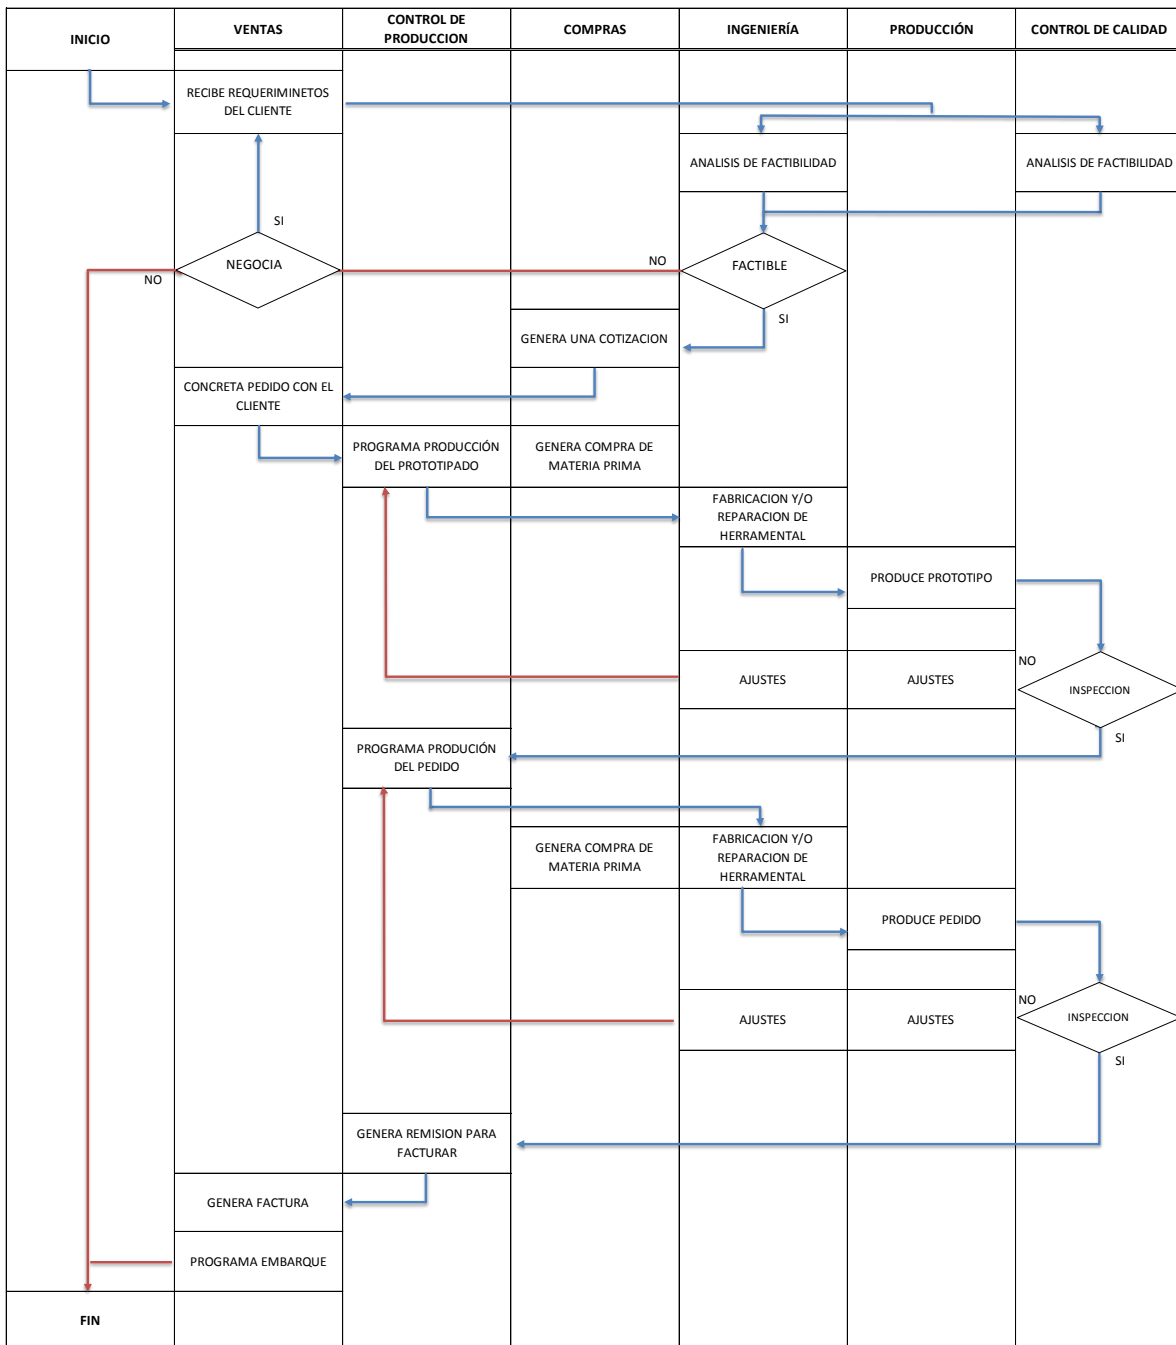 INICIO
VENTAS
CONTROL DE
PRODUCCION
COMPRAS
INGENIERÍA
PRODUCCIÓN
CONTROL DE CALIDAD
RECIBE REQUERIMINETOS
DEL CLIENTE
ANALISIS DE FACTIBILIDAD
ANALISIS DE FACTIBILIDAD
SI
NEGOCIA
NO
NO
FACTIBLE
SI
GENERA UNA COTIZACION
CONCRETA PEDIDO CON EL
CLIENTE
PROGRAMA PRODUCCIÓN
DEL PROTOTIPADO
GENERA COMPRA DE
MATERIA PRIMA
FABRICACION Y/O
REPARACION DE
HERRAMENTAL
PRODUCE PROTOTIPO
AJUSTES
AJUSTES
NO
INSPECCION
SI
PROGRAMA PRODUCIÓN
DEL PEDIDO
GENERA COMPRA DE
MATERIA PRIMA
FABRICACION Y/O
REPARACION DE
HERRAMENTAL
PRODUCE PEDIDO
AJUSTES
AJUSTES
NO
INSPECCION
SI
GENERA REMISION PARA
FACTURAR
GENERA FACTURA
PROGRAMA EMBARQUE
FIN